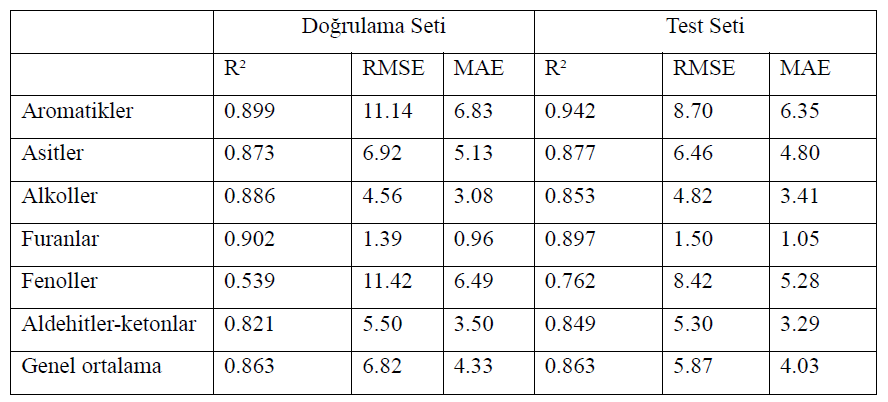 Doğrulama Seti Test Seti
R² RMSE MAE R² RMSE MAE
Aromatikler 0.899 11.14 6.83 0.942 8.70 6.35
Asitler 0.873 6.92 5.13 0.877 6.46 4.80
Alkoller 0.886 4.56 3.08 0.853 4.82 3.41
Furanlar 0.902 1.39 0.96 0.897 1.50 1.05
Fenoller 0.539 11.42 6.49 0.762 8.42 5.28
Aldehitler-ketonlar 0.821 5.50 3.50 0.849 5.30 3.29
Genel ortalama 0.863 6.82 4.33 0.863 5.87 4.03